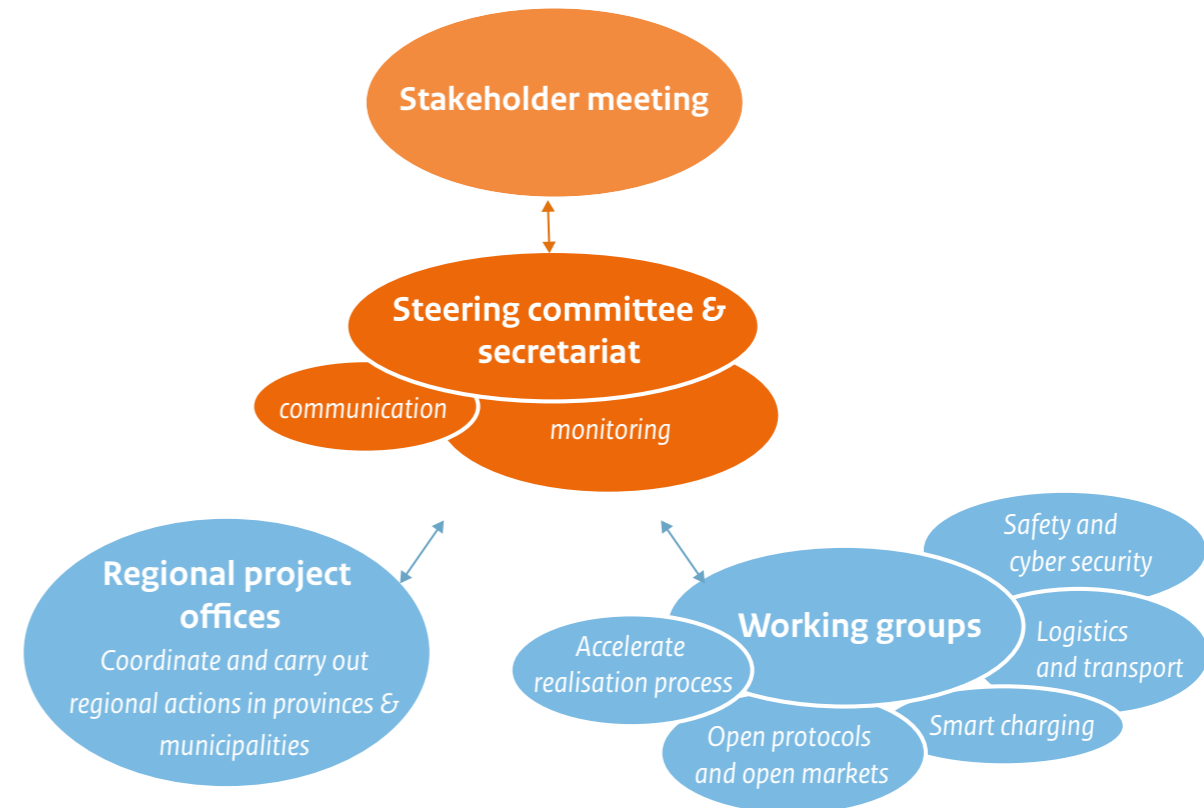 Stakeholder meeting
Steering committee &
secretariat
communication
monitoring
Regional project
offices
Coordinate and carry out
regional actions in provinces &
municipalities
Working groups
Safety and
cyber security
Logistics
and transport
Smart charging
Open protocols
and open markets
Accelerate
realisation process